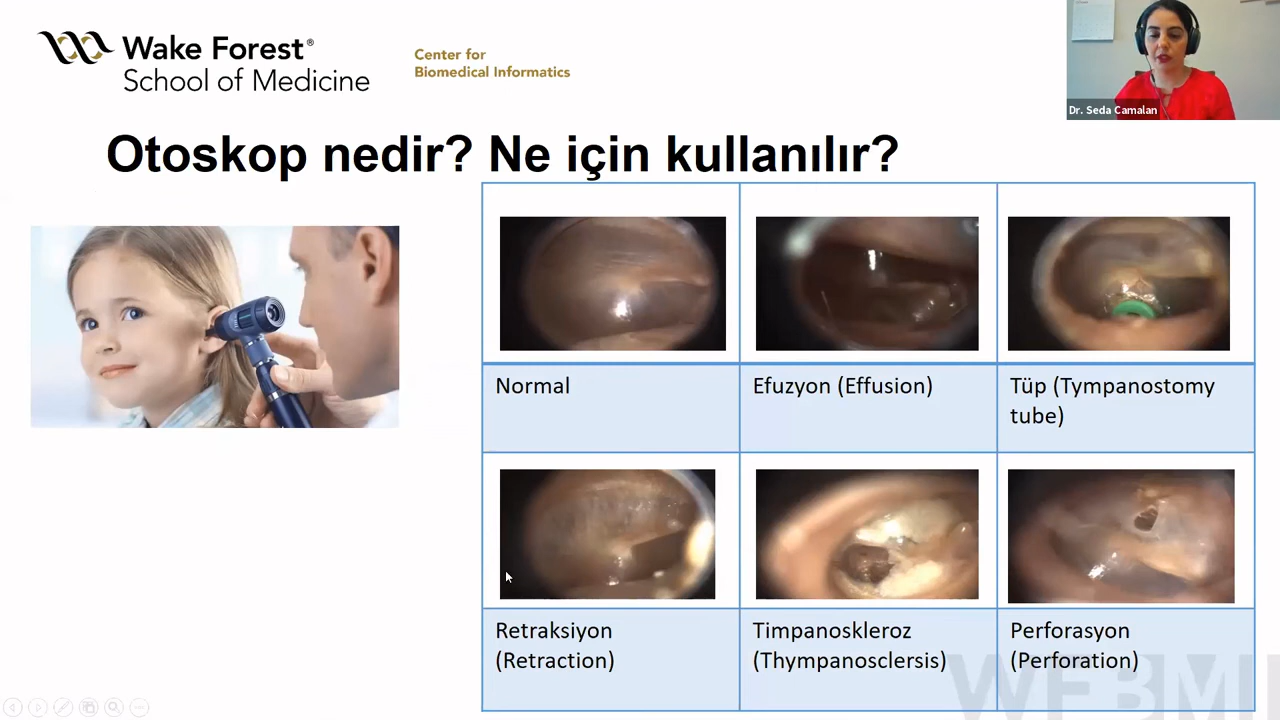 Wake Forest®
School of Medicine
Center for
Biomedical Informatics
Dr. Seda Camalan
Otoskop nedir? Ne için kullanılır?
Normal
Efuzyon (Effusion)
Tüp (Tympanostomy
tube)
Retraksiyon
(Retraction)
Timpanoskleroz
(Thympanosclersis)
Perforasyon
(Perforation)
WEBMI